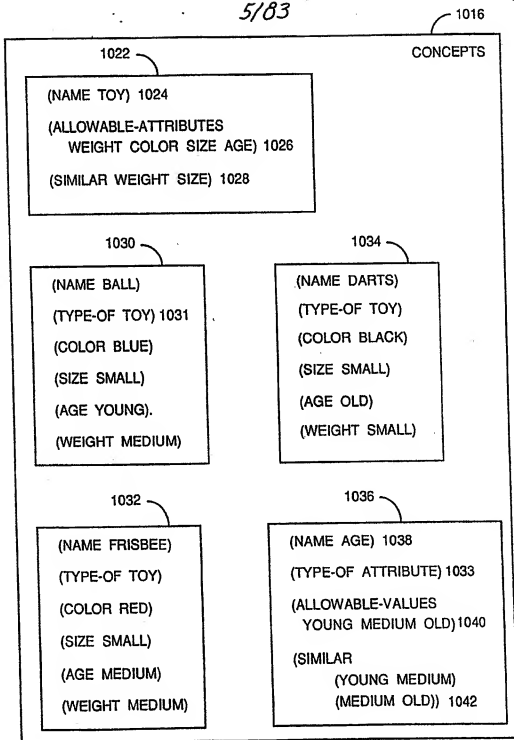 5/83
1016
CONCEPTS
1022
(NAME TOY) 1024
(ALLOWABLE-ATTRIBUTES
WEIGHT COLOR SIZE AGE) 1026
(SIMILAR WEIGHT SIZE) 1028
1030
(NAME BALL)
(TYPE-OF TOY) 1031
(COLOR BLUE)
(SIZE SMALL)
(AGE YOUNG).
(WEIGHT MEDIUM)
1034
(NAME DARTS)
(TYPE-OF TOY)
(COLOR BLACK)
(SIZE SMALL)
(AGE OLD)
(WEIGHT SMALL)
1032
(NAME FRISBEE)
(TYPE-OF TOY)
(COLOR RED)
(SIZE SMALL)
(AGE MEDIUM)
(WEIGHT MEDIUM)
1036
(NAME AGE) 1038
(TYPE-OF ATTRIBUTE) 1033
(ALLOWABLE-VALUES
YOUNG MEDIUM OLD) 1040
(SIMILAR
(YOUNG MEDIUM)
(MEDIUM OLD)) 1042